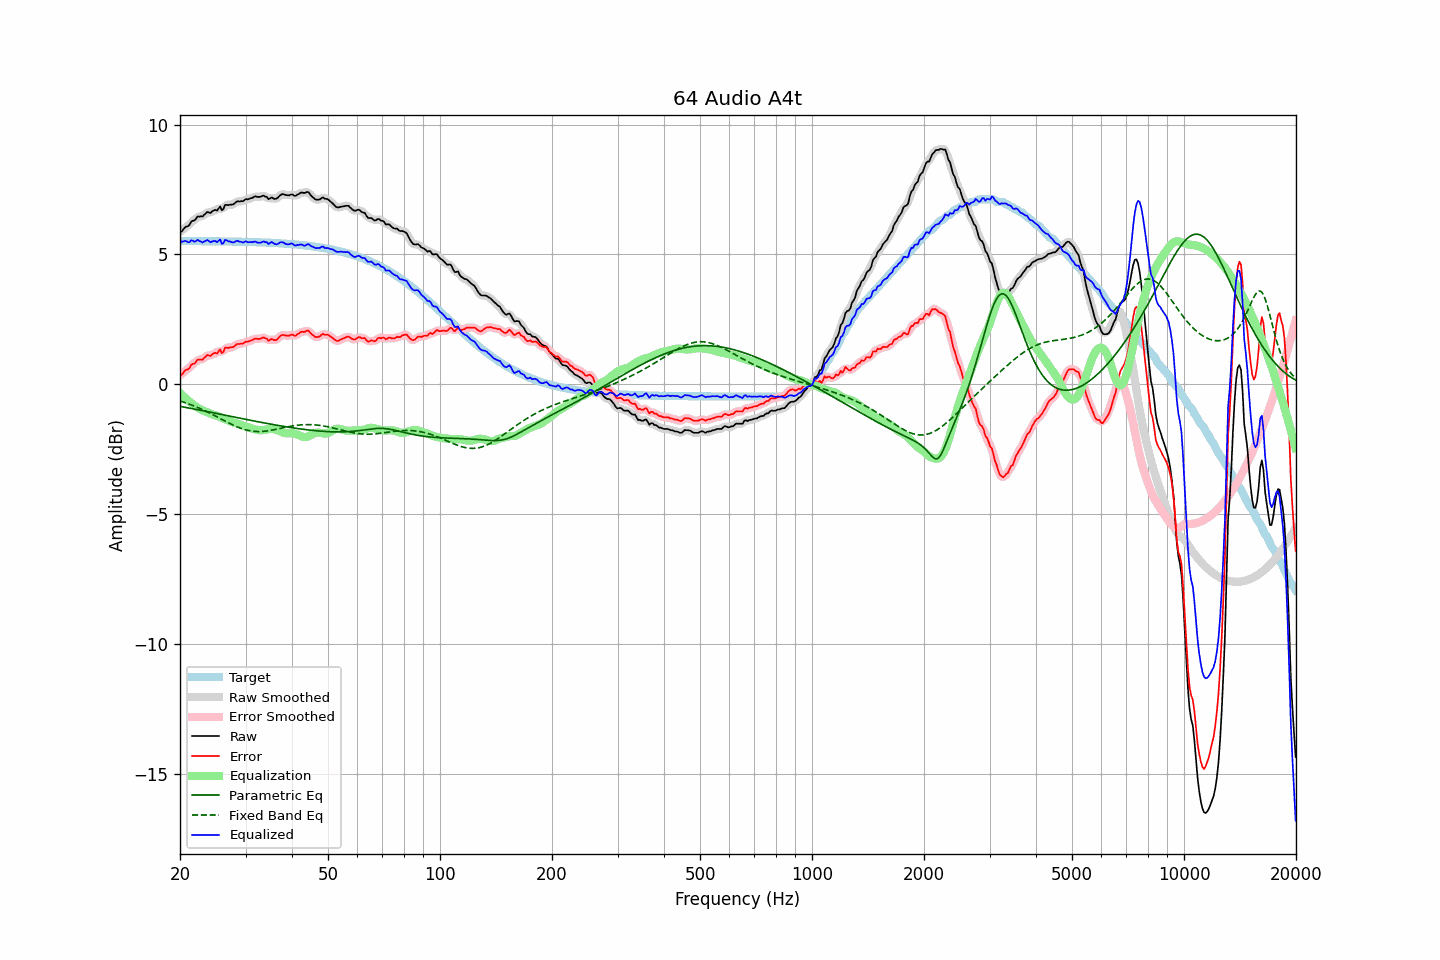 64 Audio A4t
10
5
0
−5
−10
−15
Amplitude (dBr)
Target
Raw Smoothed
Error Smoothed
Raw
Error
Equalization
Parametric Eq
Fixed Band Eq
Equalized
20 50 100 200 500 1000 2000 5000 10000 20000
Frequency (Hz)